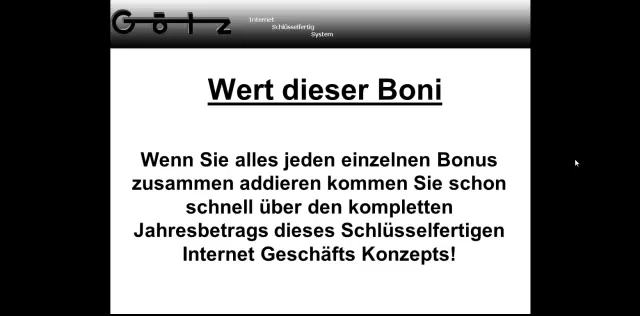 Götz
Internet
Schlüsselfertig
System
Wert dieser Boni
Wenn Sie alles jeden einzelnen Bonus
zusammen addieren kommen Sie schon
schnell über den kompletten
Jahresbetrags dieses Schlüsselfertigen
Internet Geschäfts Konzepts!